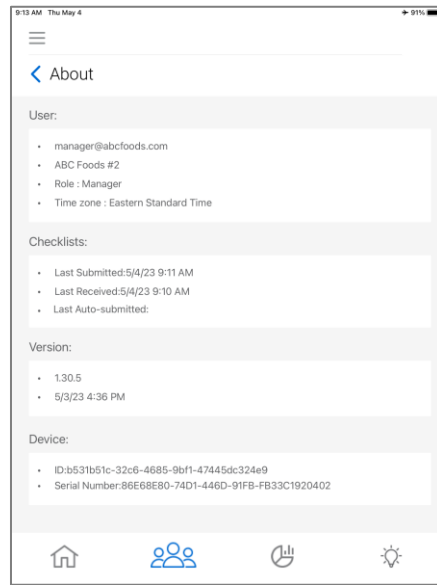 9:13 AM Thu May 4
91%
About
User:
manager@abcfoods.com
ABC Foods #2
Role : Manager
Time zone : Eastern Standard Time
Checklists:
Last Submitted:5/4/23 9:11 AM
Last Received:5/4/23 9:10 AM
Last Auto-submitted:
Version:
1.30.5
5/3/23 4:36 PM
Device:
ID:b531b51c-32c6-4685-9bf1-47445dc324e9
Serial Number:86E68E80-74D1-446D-91FB-FB33C1920402